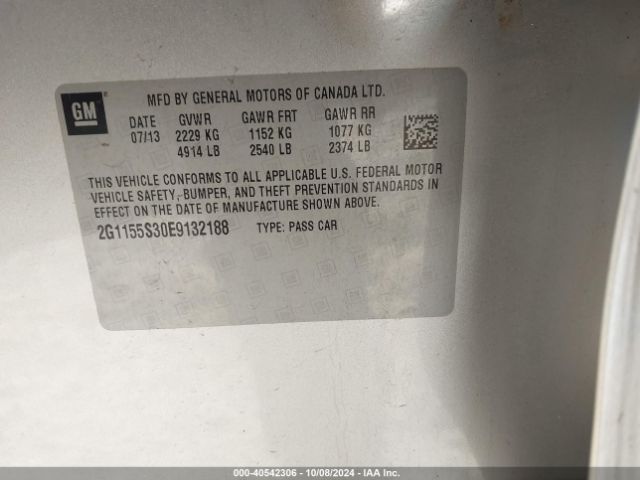 GM
MFD BY GENERAL MOTORS OF CANADA LTD.
DATE GVWR GAWR FRT GAWR RR
07/13 2229 KG 1152 KG 1077 KG
4914 LB 2540 LB 2374 LB
THIS VEHICLE CONFORMS TO ALL APPLICABLE U.S. FEDERAL MOTOR
VEHICLE SAFETY, BUMPER, AND THEFT PREVENTION STANDARDS IN
EFFECT ON THE DATE OF MANUFACTURE SHOWN ABOVE.
2G1155S30E9132188 TYPE: PASS CAR
000-40542306 - 10/08/2024 - IAAI.COM